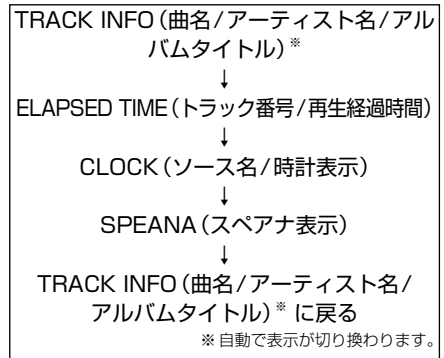 TRACK INFO（曲名/アーティスト名/アル
バムタイトル）※
↓
ELAPSED TIME（トラック番号/再生経過時間）
↓
CLOCK（ソース名/時計表示）
↓
SPEANA（スペアナ表示）
↓
TRACK INFO（曲名/アーティスト名/
アルバムタイトル）※ に戻る
※ 自動で表示が切り換わります。